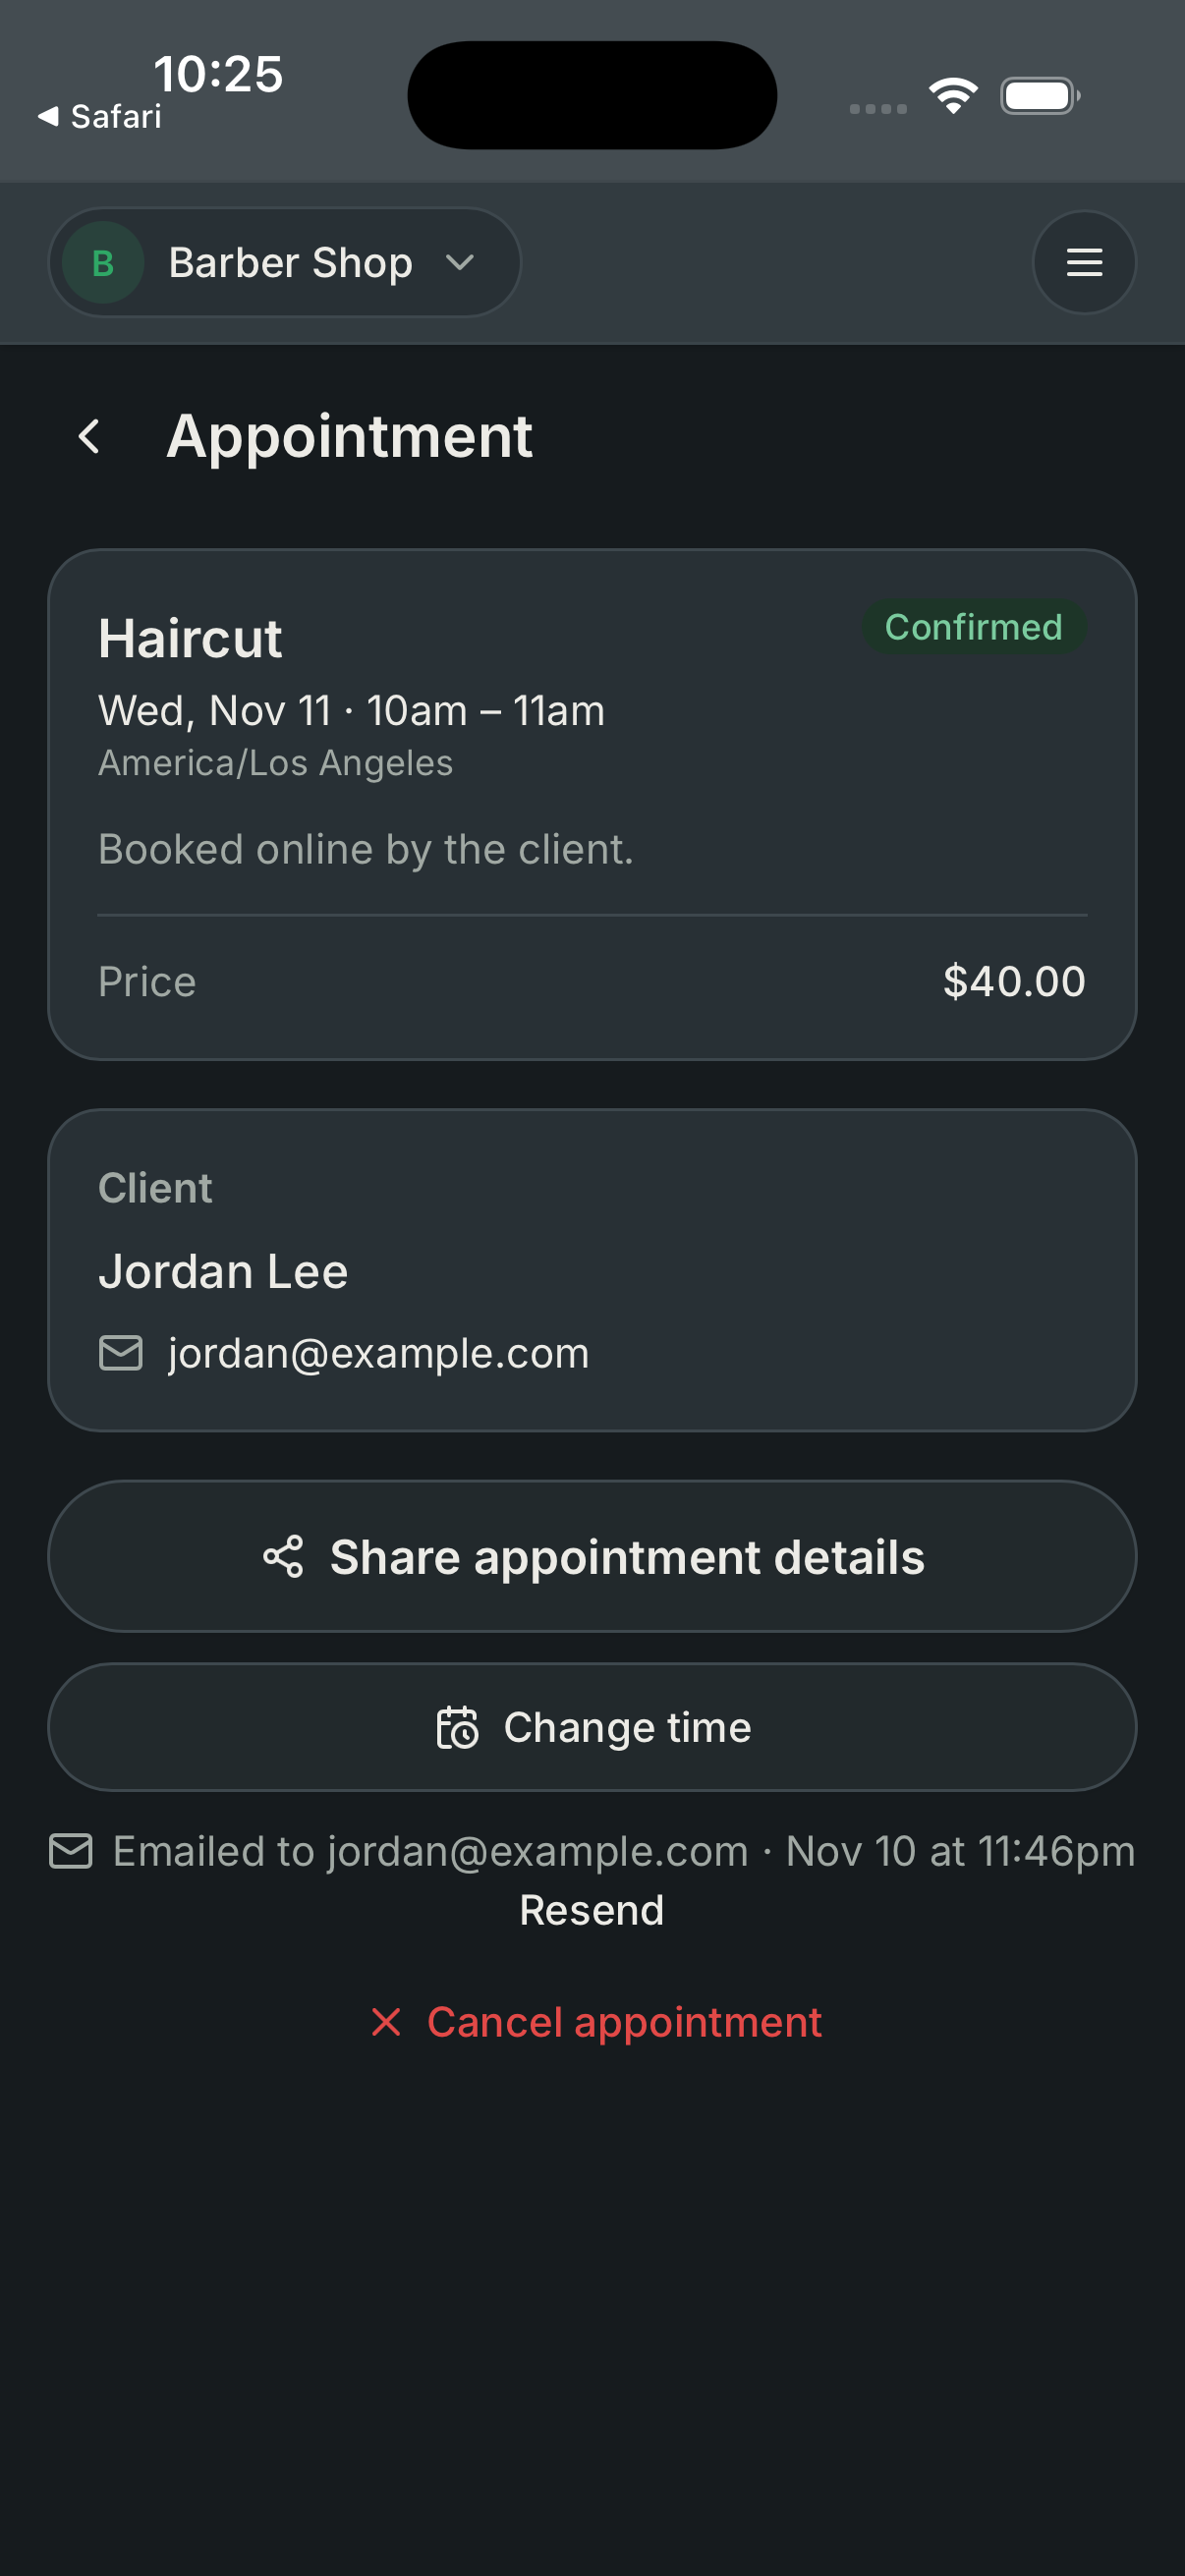 10:25
Safari
B Barber Shop
Appointment
Haircut
Confirmed
Wed, Nov 11 · 10am – 11am
America/Los Angeles
Booked online by the client.
Price $40.00
Client
Jordan Lee
jordan@example.com
Share appointment details
Change time
Emailed to jordan@example.com · Nov 10 at 11:46pm
Resend
Cancel appointment